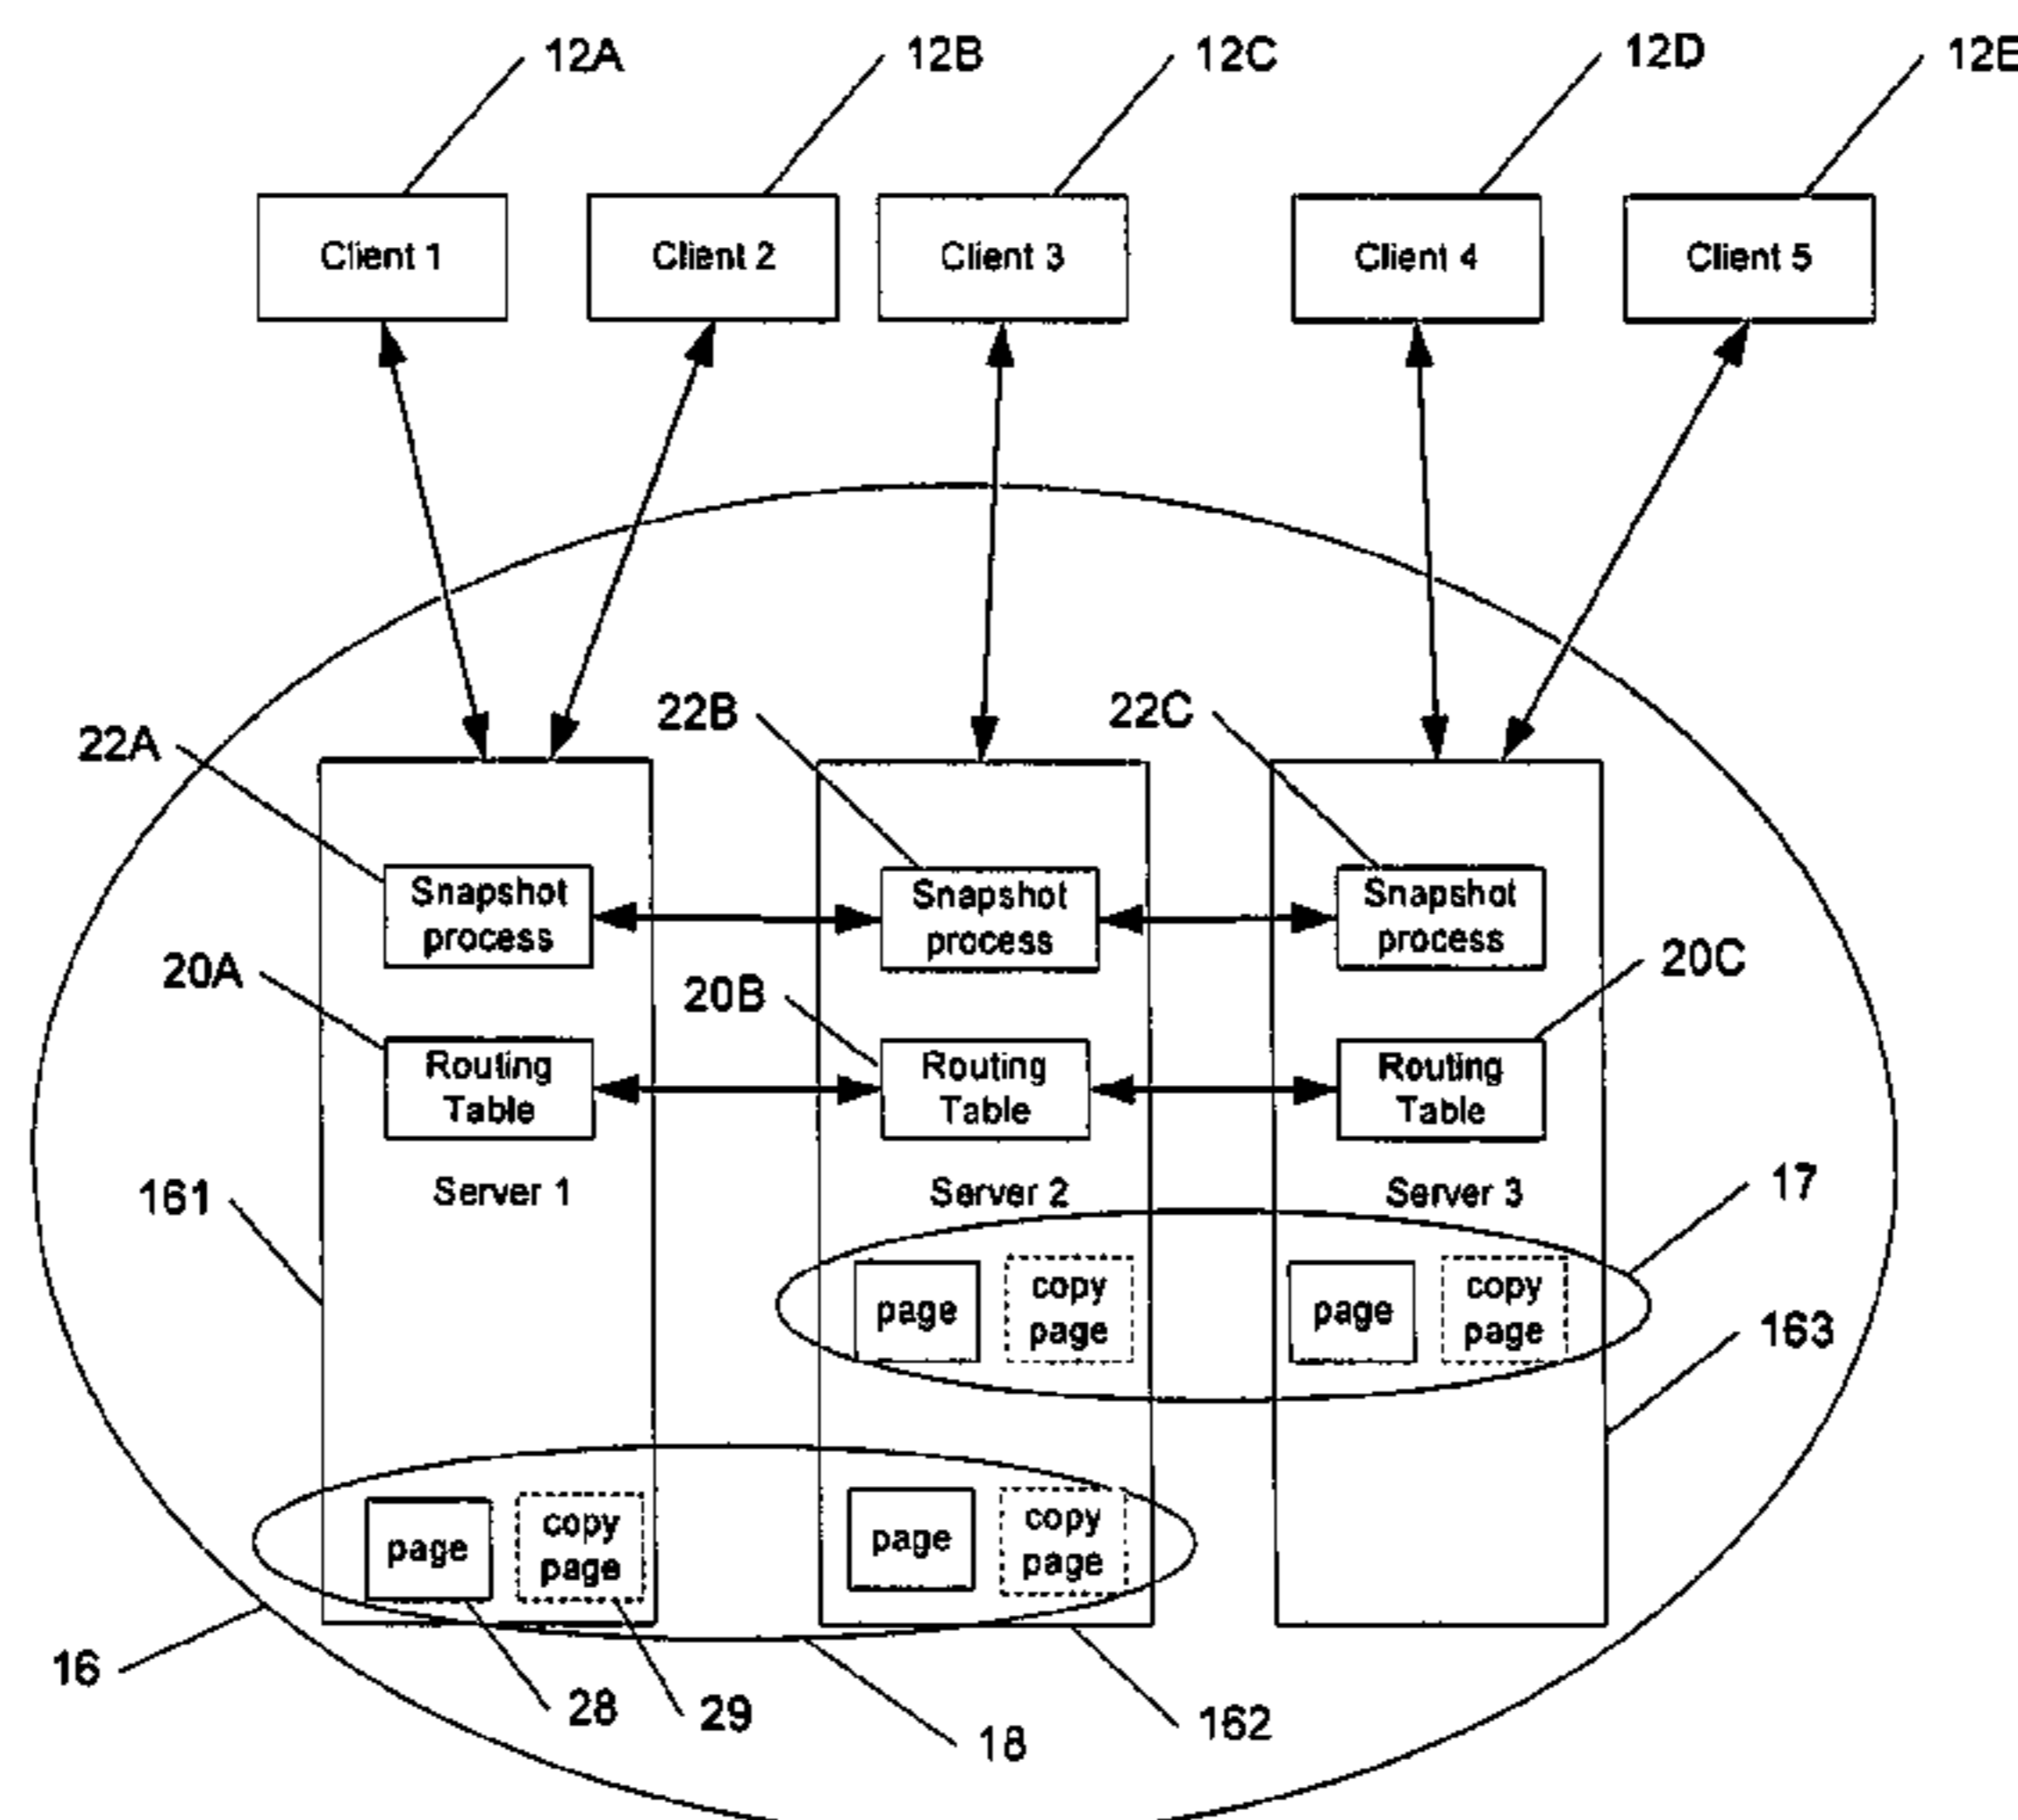 12A
12B
12C
12D
12E
Client 1
Client 2
Client 3
Client 4
Client 5
22A
22B
22C
Snapshot
process
Snapshot
process
Snapshot
process
20A
20B
20C
Routing
Table
Routing
Table
Routing
Table
161
Server 1
Server 2
Server 3
17
page
copy
page
page
copy
page
163
page
copy
page
page
copy
page
16
28
29
18
162